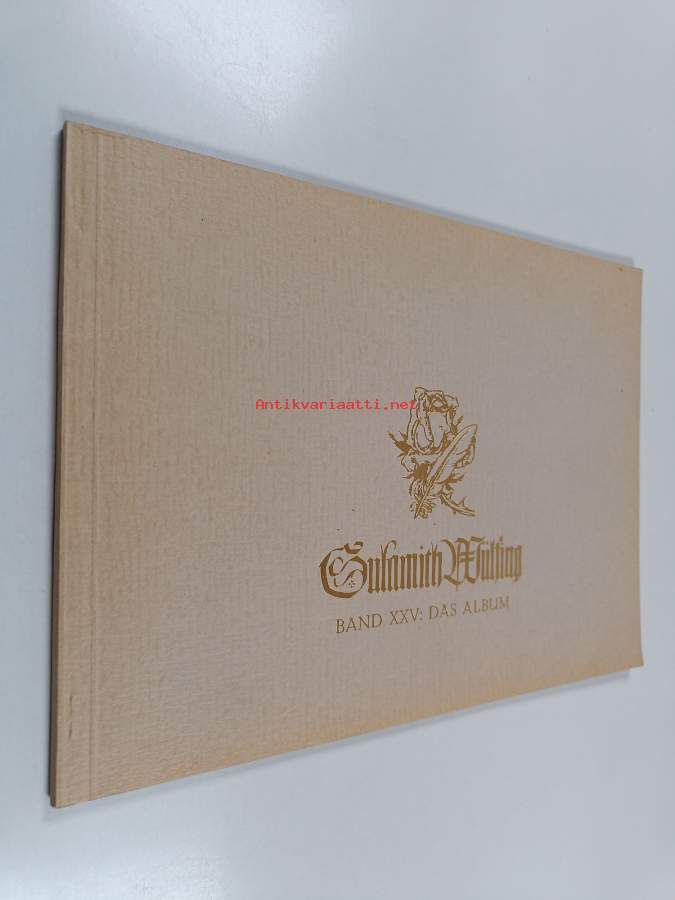 Antikvariaatti.net
Sulamith Wülfing
BAND XXV: DAS ALBUM